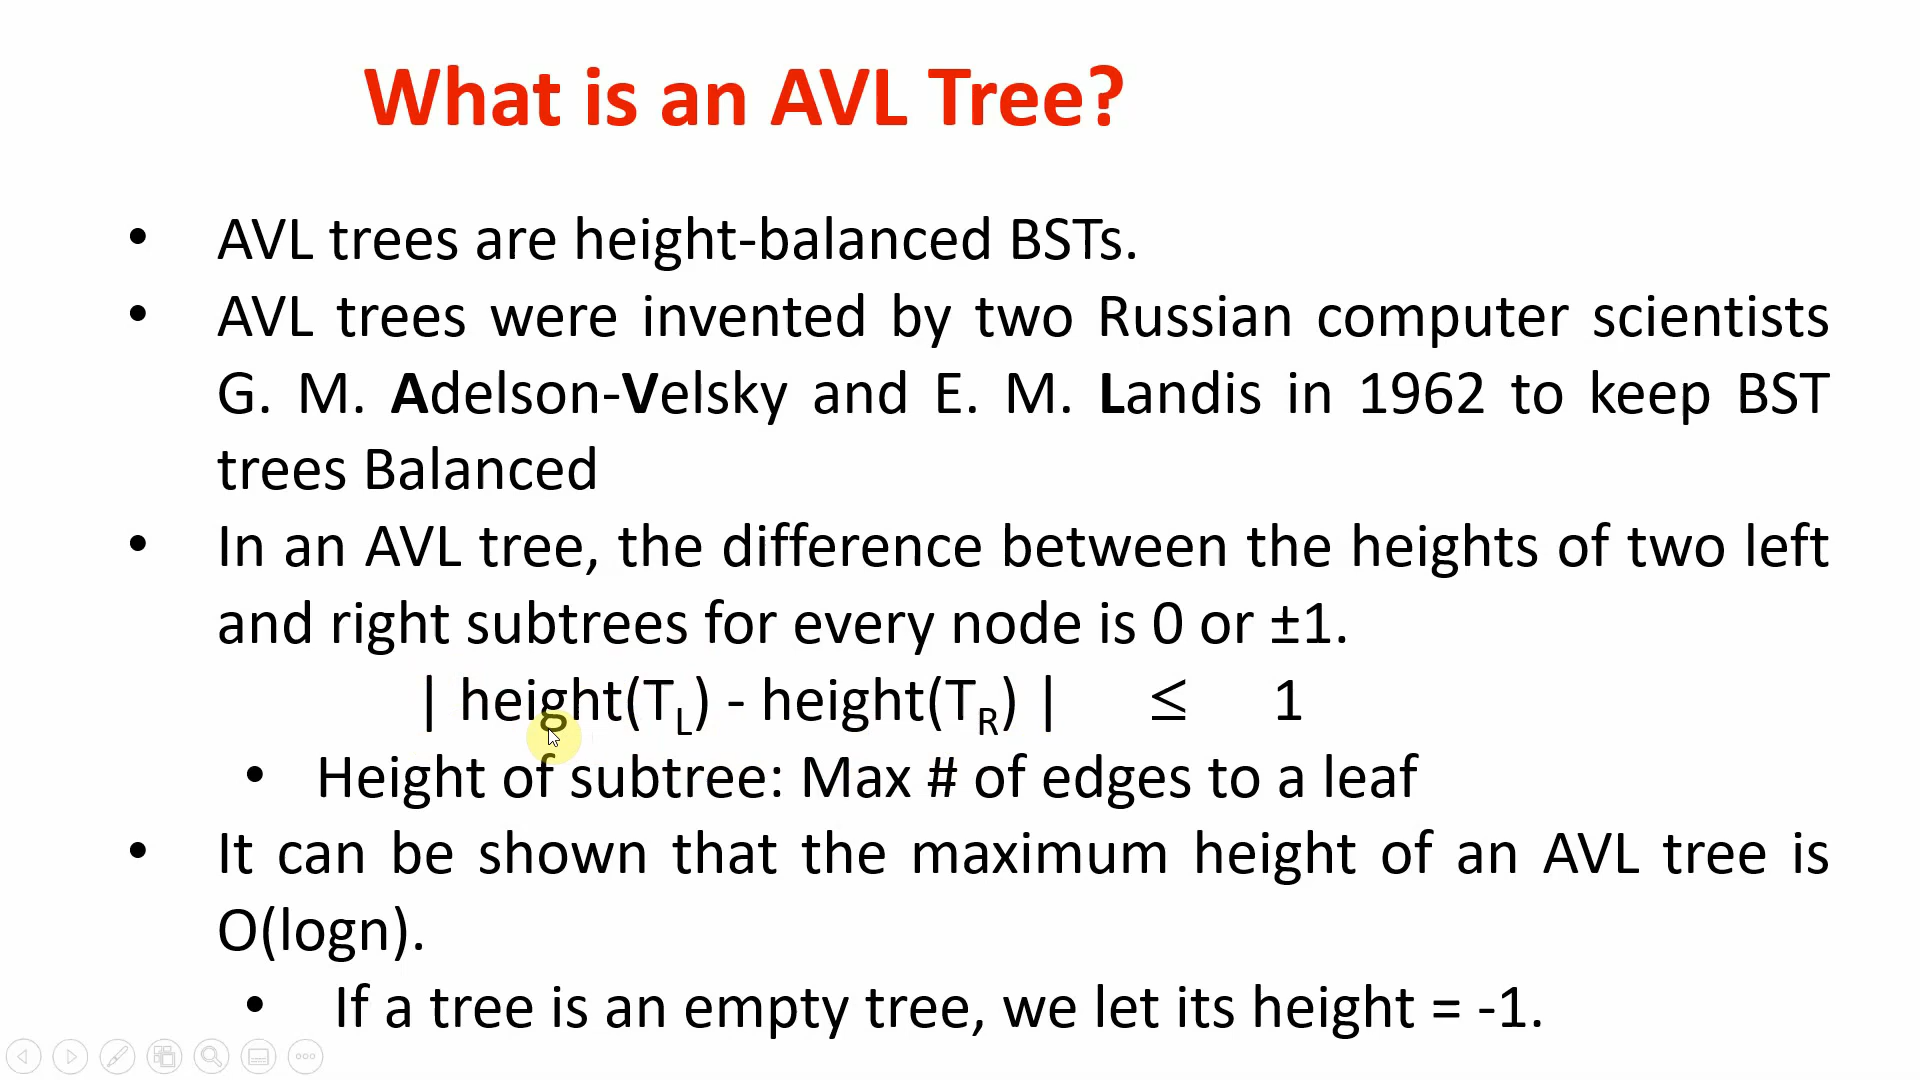 What is an AVL Tree?
• AVL trees are height-balanced BSTs.
• AVL trees were invented by two Russian computer scientists
G. M. Adelson-Velsky and E. M. Landis in 1962 to keep BST
trees Balanced
• In an AVL tree, the difference between the heights of two left
and right subtrees for every node is 0 or ±1.
| height(TL) - height(TR) | ≤ 1
• Height of subtree: Max # of edges to a leaf
• It can be shown that the maximum height of an AVL tree is
O(logn).
• If a tree is an empty tree, we let its height = -1.